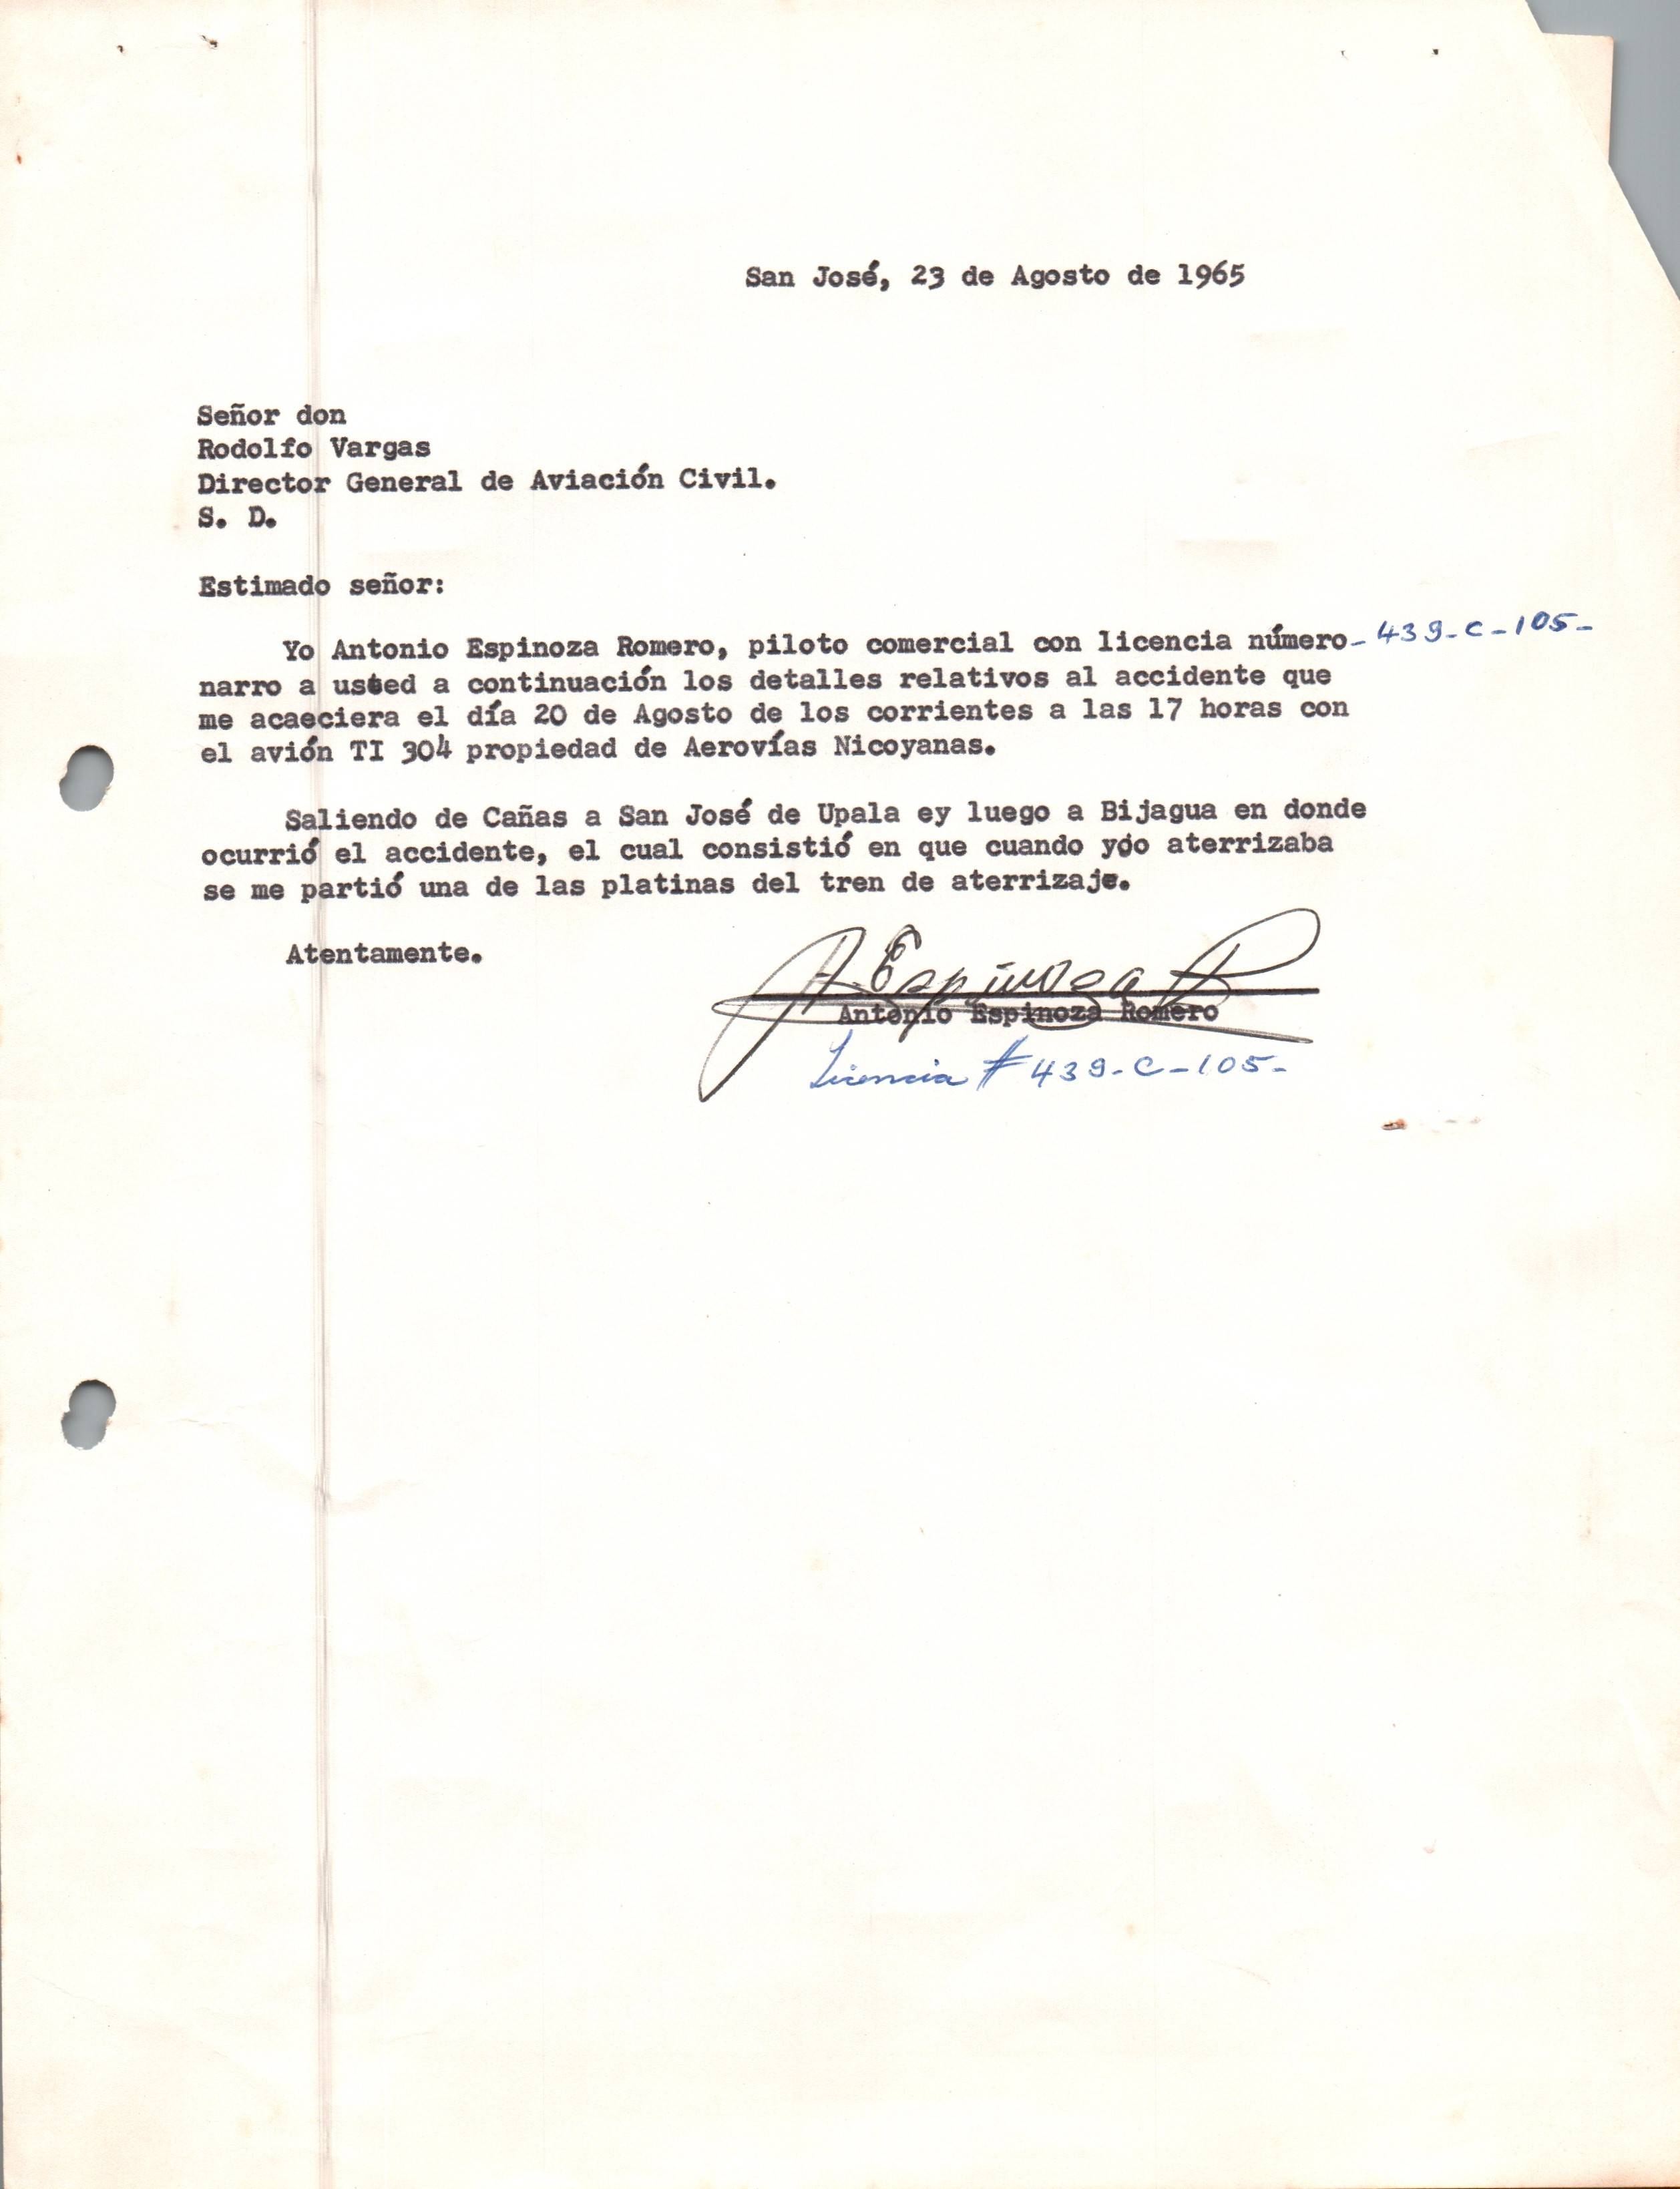 San José, 23 de Agosto de 1965
Señor don
Rodolfo Vargas
Director General de Aviación Civil.
S. D.
Estimado señor:
Yo Antonio Espinoza Romero, piloto comercial con licencia número- 439-C-105-
narro a usted a continuación los detalles relativos al accidente que
me acaeciera el día 20 de Agosto de los corrientes a las 17 horas con
el avión TI 304 propiedad de Aerovías Nicoyanas.
Saliendo de Cañas a San José de Upala ey luego a Bijagua en donde
ocurrió el accidente, el cual consistió en que cuando yo aterrizaba
se me partió una de las platinas del tren de aterrizaje.
Atentamente.
A. Espinoza R
Antonio Espinoza Romero
Licencia # 439-C-105-